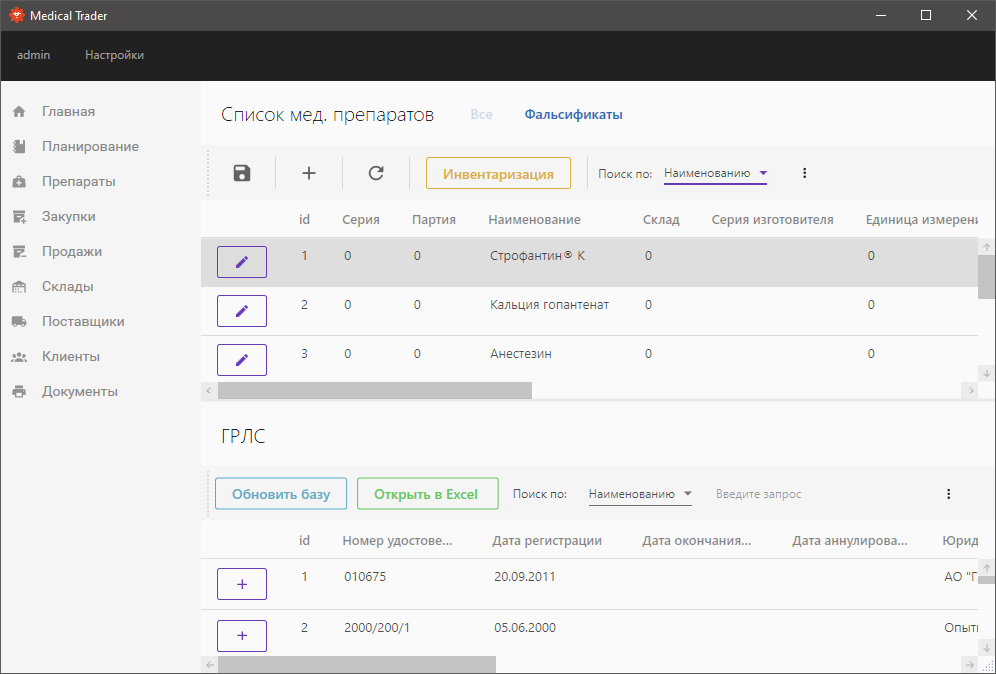 Medical Trader
admin Настройки
Главная
Планирование
Препараты
Закупки
Продажи
Склады
Поставщики
Клиенты
Документы
Список мед. препаратов Все Фальсификаты
Инвентаризация Поиск по: Наименованию
id Серия Партия Наименование Склад Серия изготовителя Единица измерени
1 0 0 Строфантин® К 0 0
2 0 0 Кальция гопантенат 0 0
3 0 0 Анестезин 0 0
ГРЛС
Обновить базу Открыть в Excel Поиск по: Наименованию Введите запрос
id Номер удостове... Дата регистрации Дата окончания... Дата аннулирова... Юрид
1 010675 20.09.2011 АО "Г
2 2000/200/1 05.06.2000 Опыты